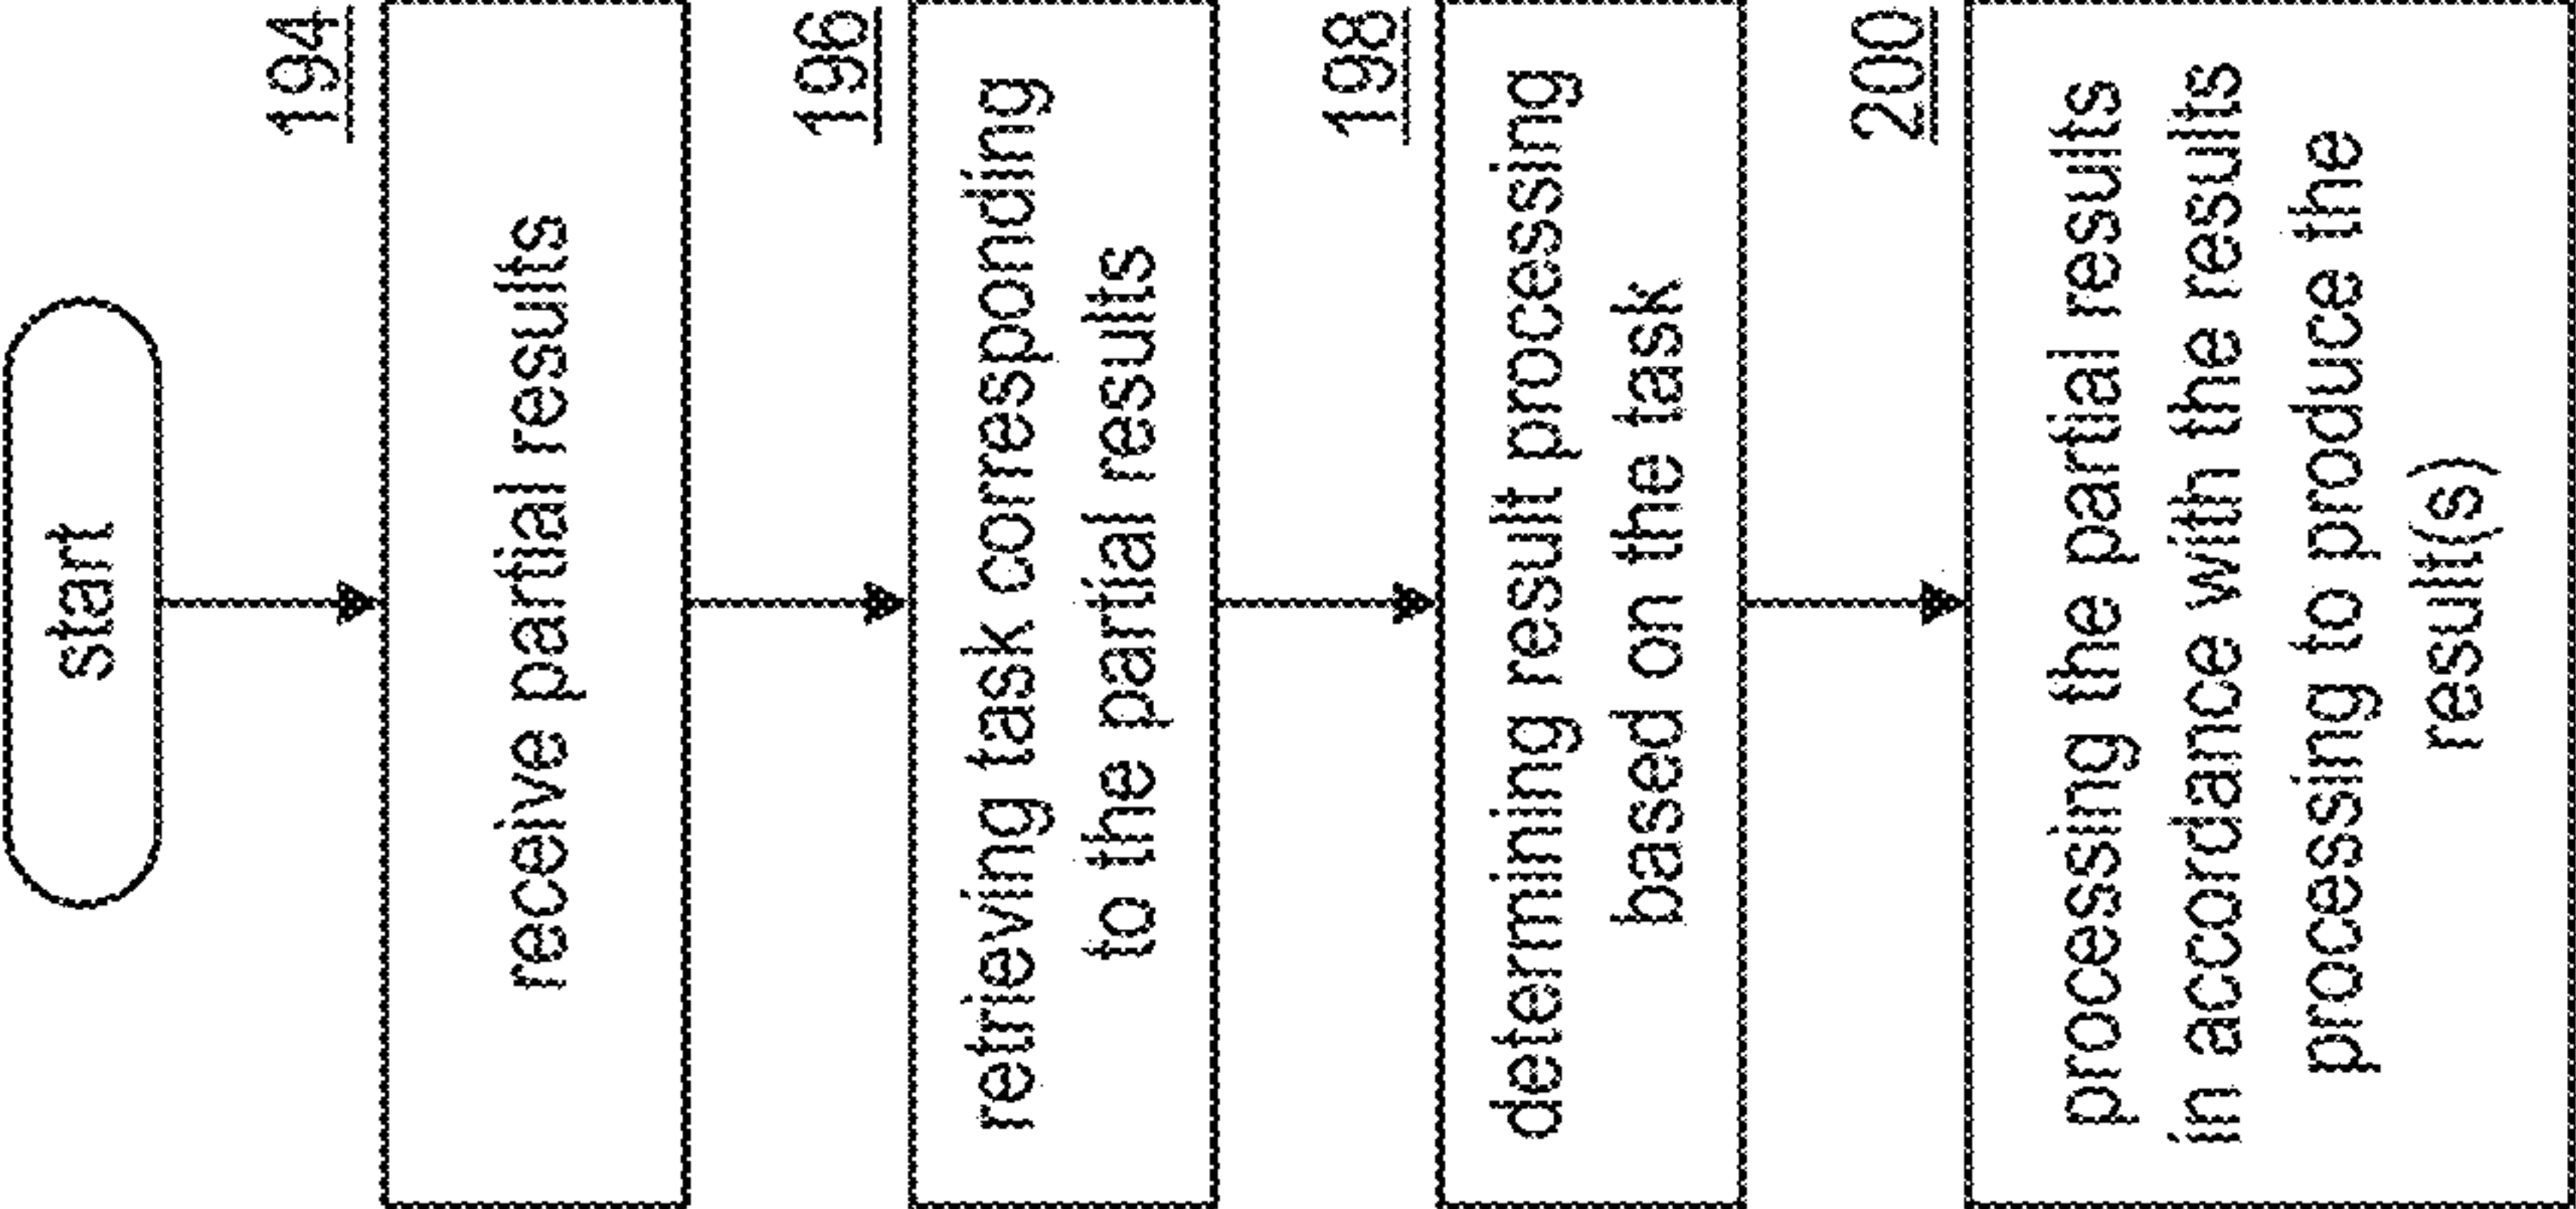 start
194
receive partial results
196
retrieving task corresponding
to the partial results
198
determining result processing
based on the task
200
processing the partial results
in accordance with the results
processing to produce the
result(s)